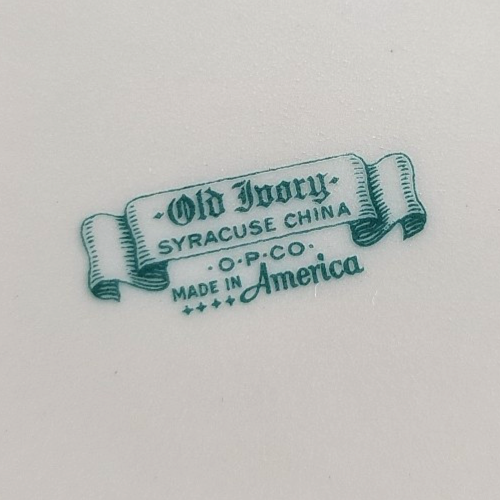 ·Old Ivory·
SYRACUSE CHINA
·O·P·CO·
MADE IN America